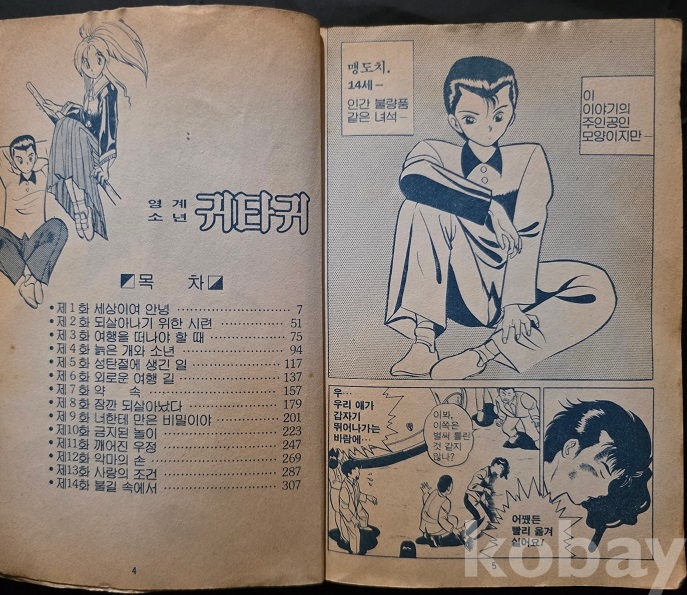 영 계
소 년
귀타귀
목 차
•제1화 세상이여 안녕 7
•제2화 되살아나기 위한 시련 51
•제3화 여행을 떠나야 할 때 75
•제4화 늙은 개와 소년 94
•제5화 성탄절에 생긴 일 117
•제6화 외로운 여행 길 137
•제7화 약 속 157
•제8화 잠깐 되살아났다 179
•제9화 너한테 만은 비밀이야 201
•제10화 금지된 놀이 223
•제11화 깨어진 우정 247
•제12화 악마의 손 269
•제13화 사랑의 조건 287
•제14화 불길 속에서 307
4
맹도치.
14세—
인간 불량품
같은 녀석—
이
이야기의
주인공인
모양이지만—
우…
우리 애가
갑자기
뛰어나가는
바람에…
이봐,
이쪽은
벌써 틀린
것 같지
않나?
어쨌든
빨리 옮겨
십어요!
5
kobay